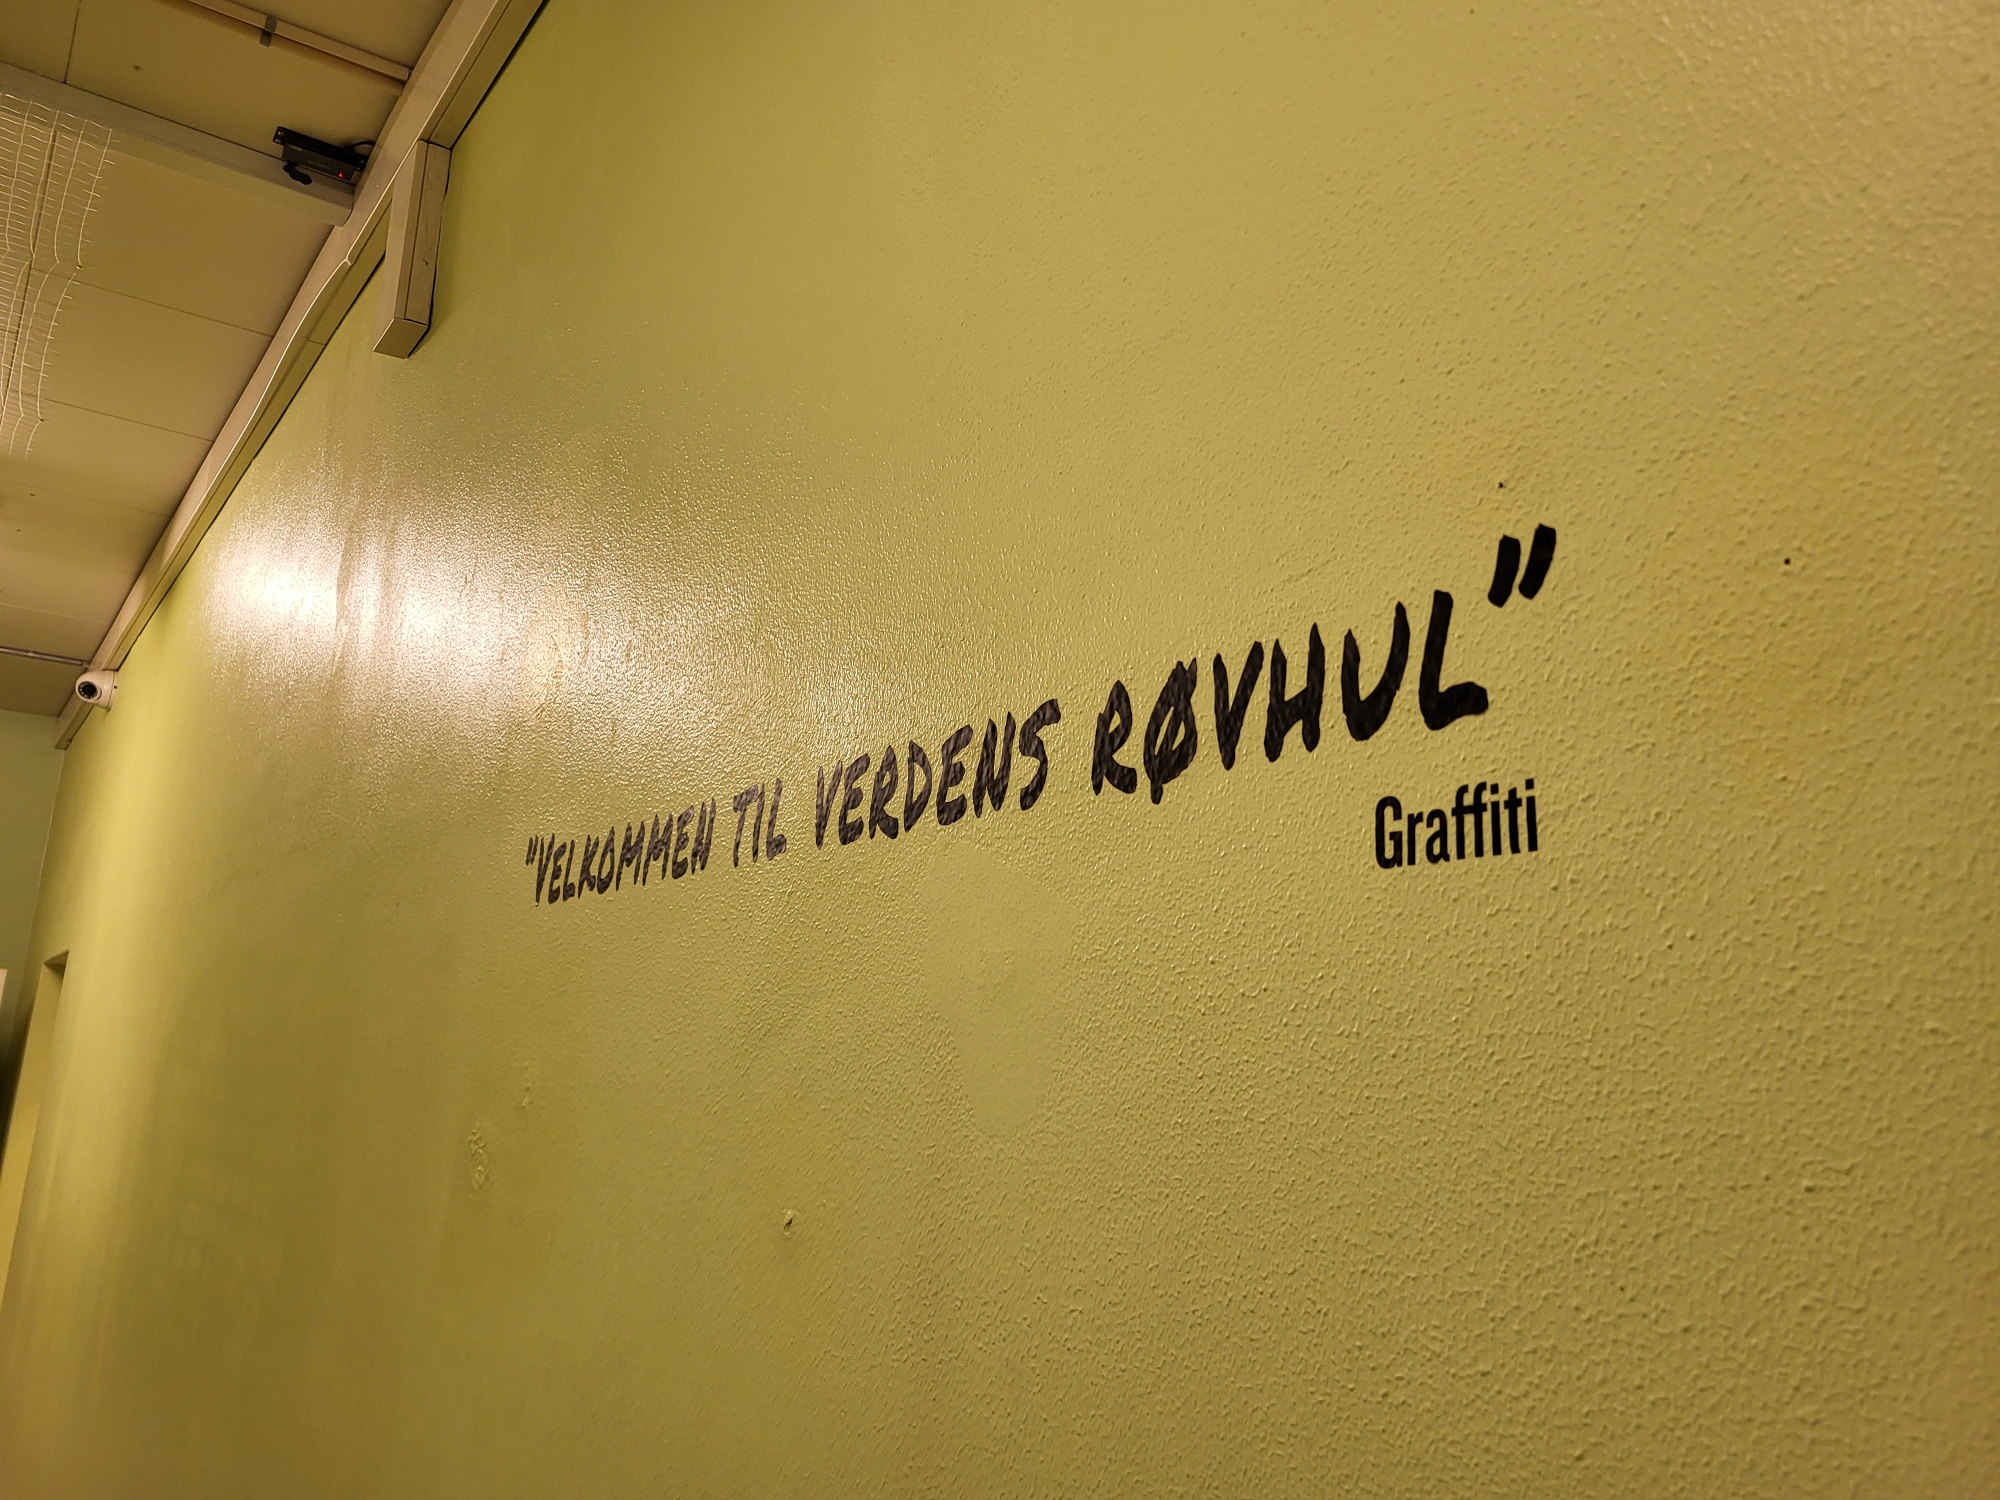 "VELKOMMEN TIL VERDENS RØVHUL"
Graffiti